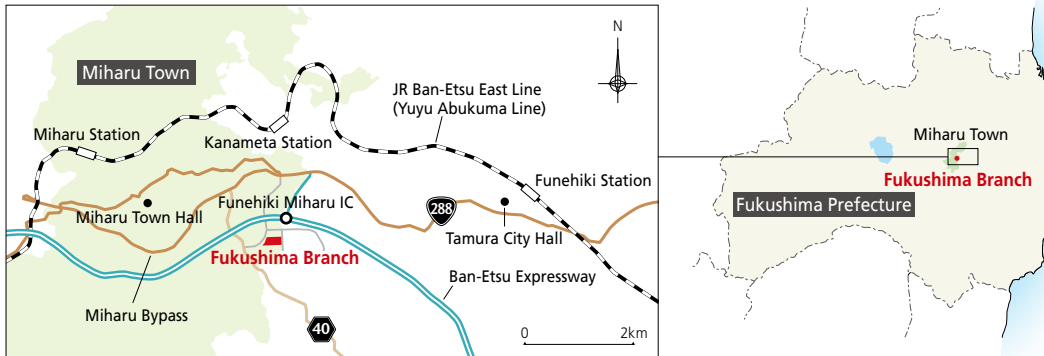 Miharu Town
N
JR Ban-Etsu East Line
(Yuyu Abukuma Line)
Miharu Station
Kanameta Station
Funehiki Station
Miharu Town Hall
Funehiki Miharu IC
288
Tamura City Hall
Fukushima Branch
Ban-Etsu Expressway
Miharu Bypass
40
0
2km
Miharu Town
Fukushima Branch
Fukushima Prefecture